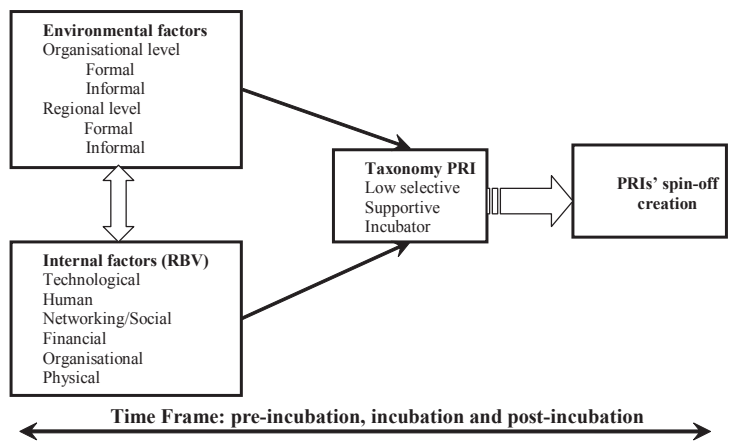 Environmental factors
Organisational level
Formal
Informal
Regional level
Formal
Informal
Internal factors (RBV)
Technological
Human
Networking/Social
Financial
Organisational
Physical
Taxonomy PRI
Low selective
Supportive
Incubator
PRIs' spin-off
creation
Time Frame: pre-incubation, incubation and post-incubation